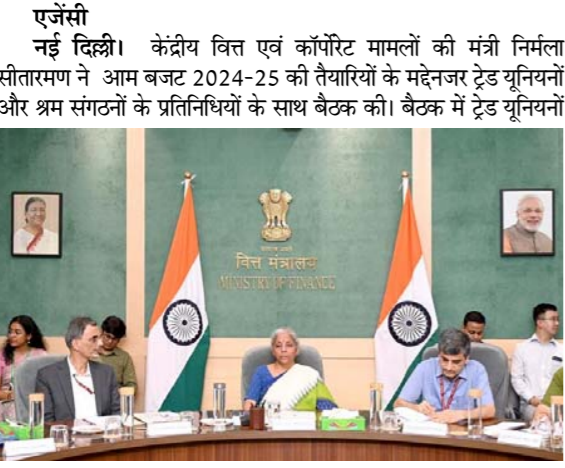 एजेंसी
नई दिल्ली। केंद्रीय वित्त एवं कॉर्पोरेट मामलों की मंत्री निर्मला
सीतारमण ने आम बजट 2024-25 की तैयारियों के मद्देनजर ट्रेड यूनियनों
और श्रम संगठनों के प्रतिनिधियों के साथ बैठक की। बैठक में ट्रेड यूनियनों
वित्त मंत्रालय
MINISTRY OF FINANCE